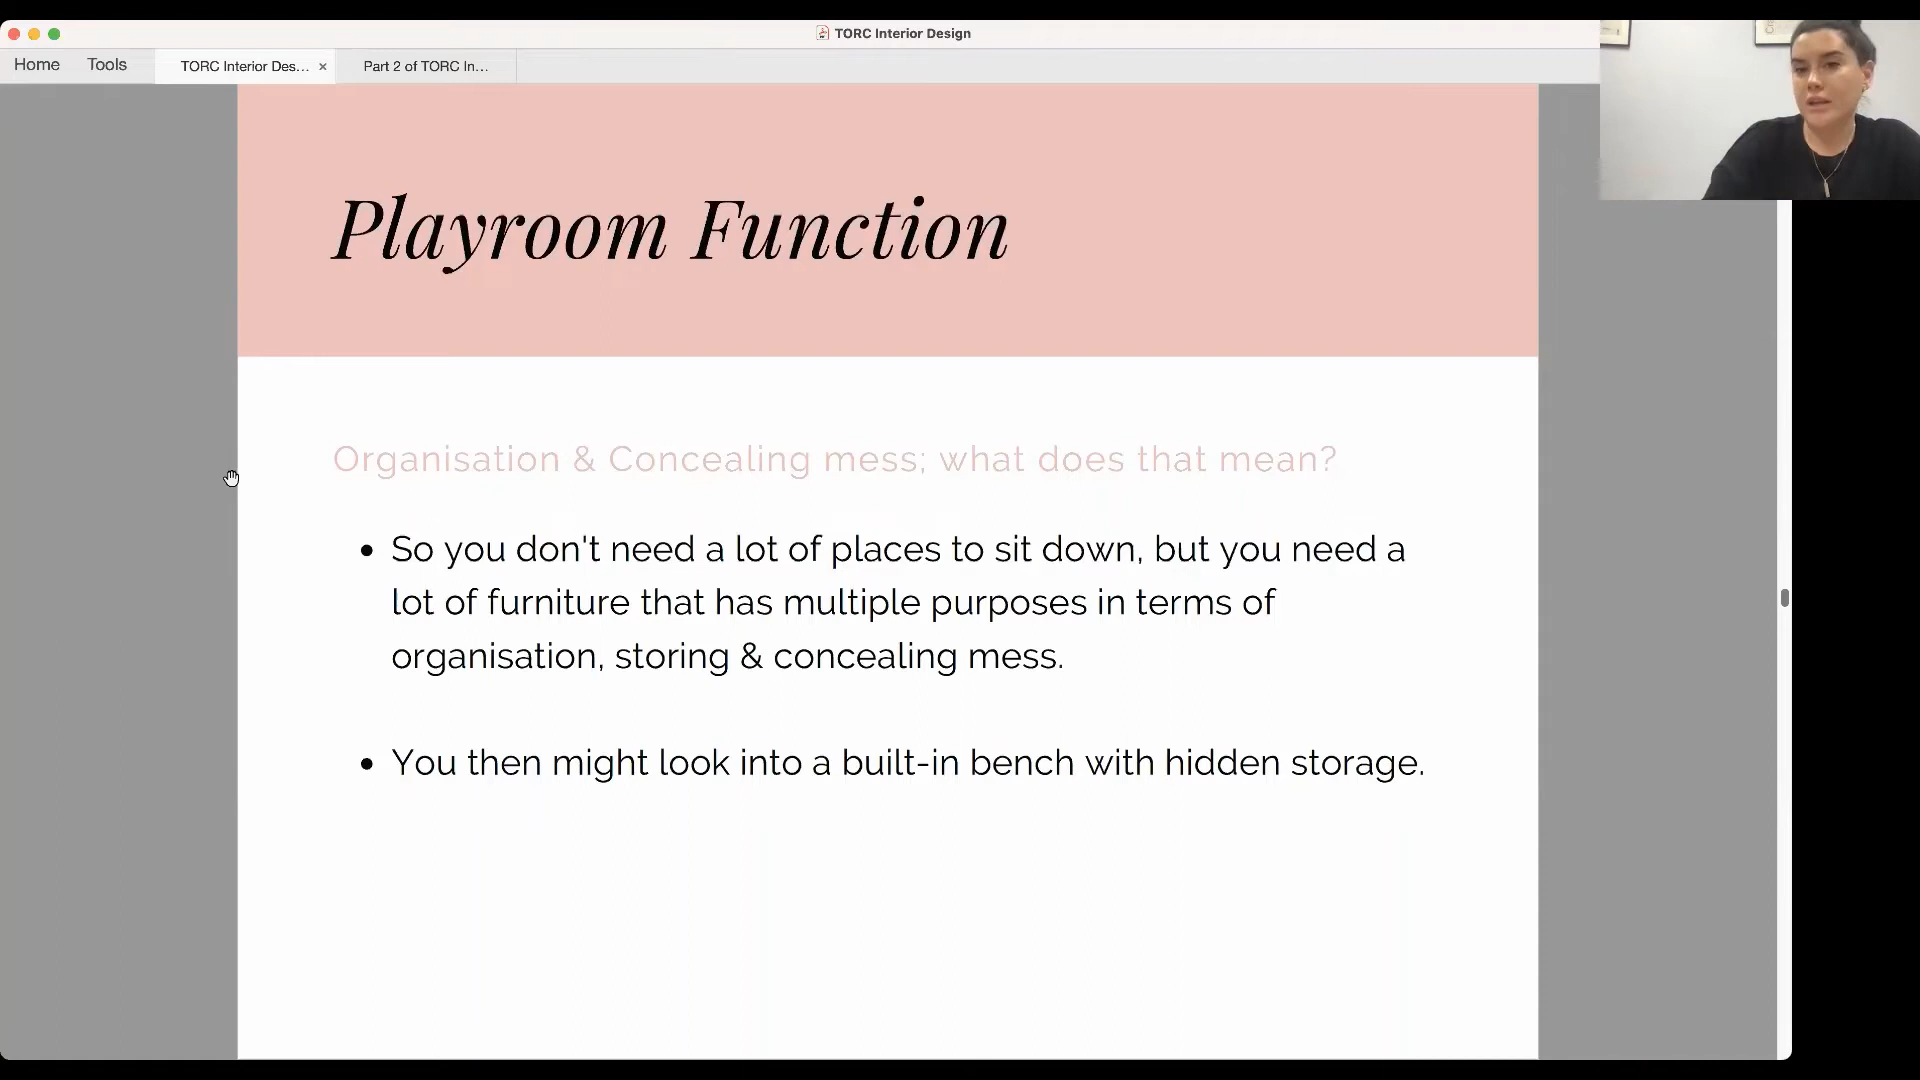 TORC Interior Design
Home Tools TORC Interior Des... × Part 2 of TORC In...
Playroom Function
Organisation & Concealing mess; what does that mean?
• So you don't need a lot of places to sit down, but you need a
lot of furniture that has multiple purposes in terms of
organisation, storing & concealing mess.
• You then might look into a built-in bench with hidden storage.